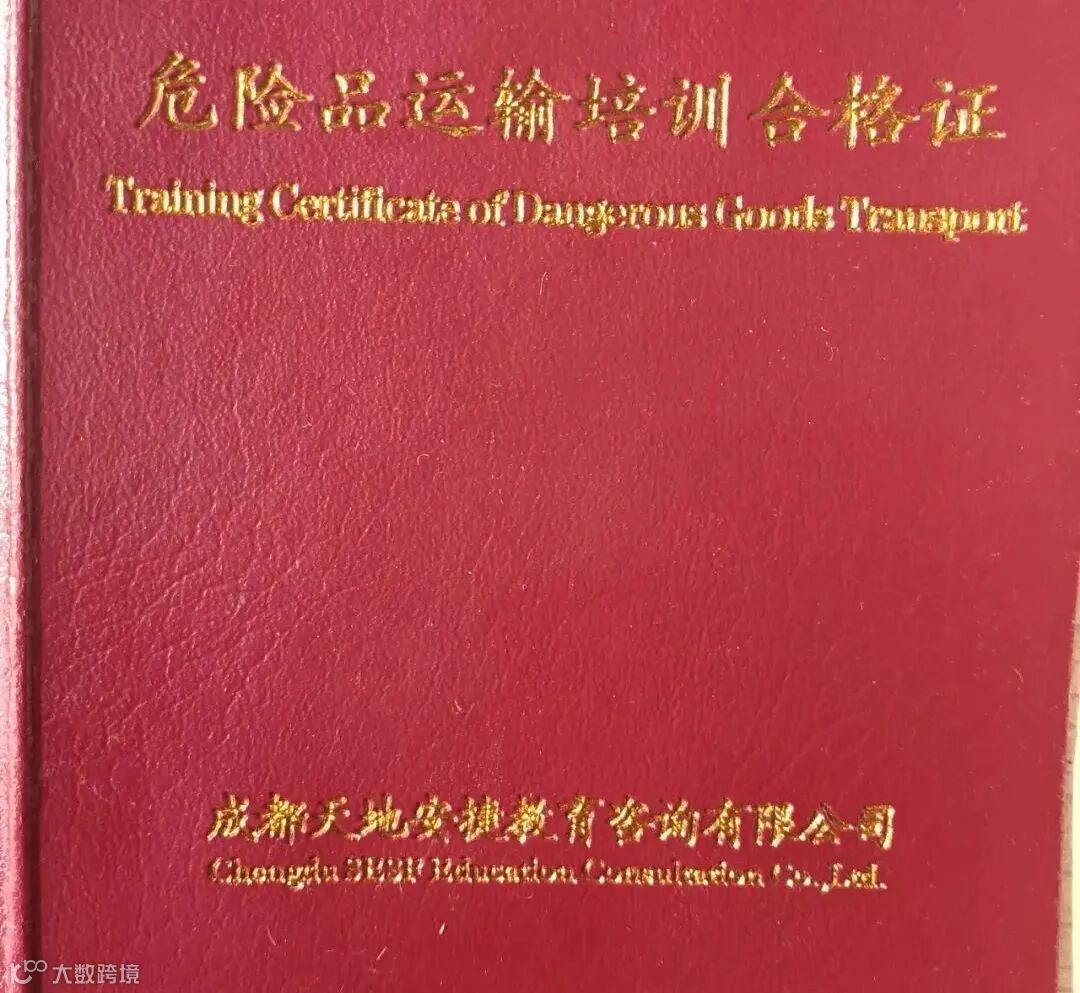 危险品运输培训合格证
Training Certificate of Dangerous Goods Transport
成都天地安捷教育咨询有限公司
Chengdu SESF Education Consultation Co.,Ltd.
大数跨境